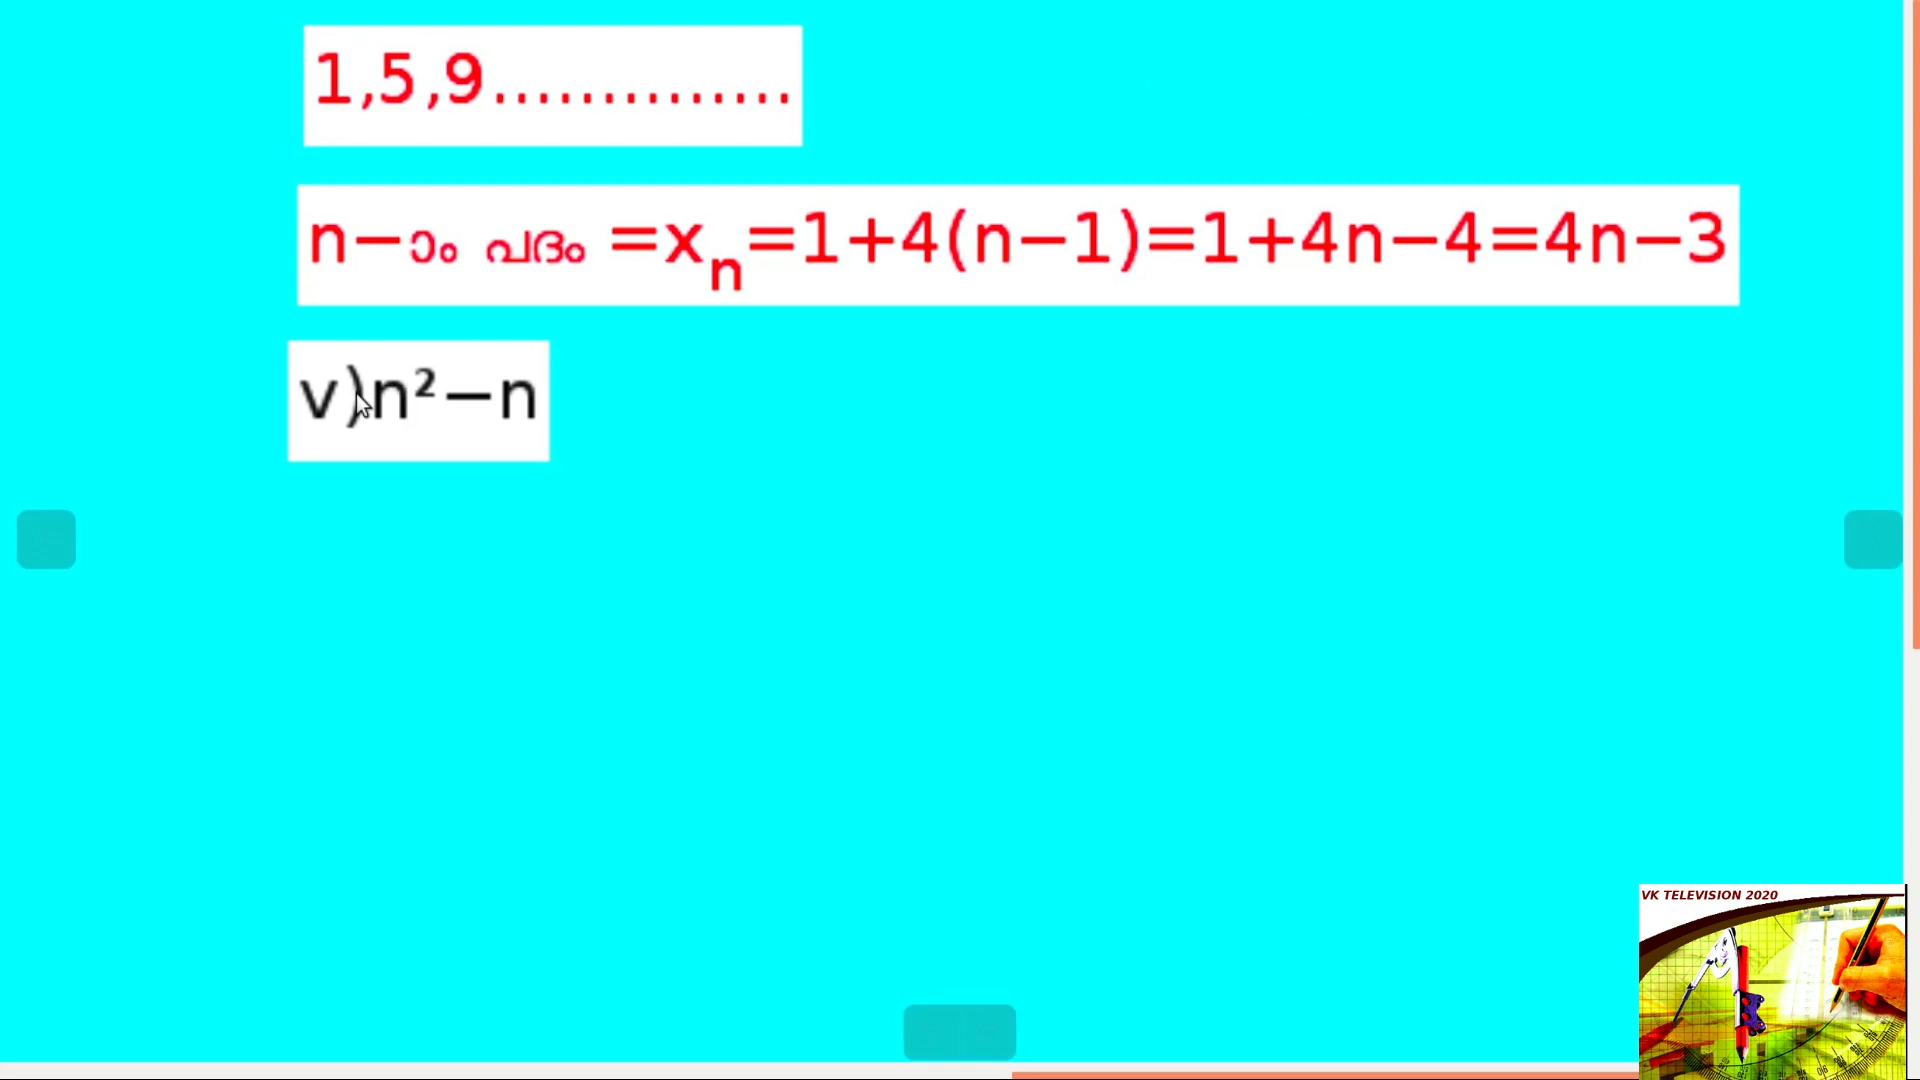 1,5,9..............
n−ാം പദം =xₙ=1+4(n−1)=1+4n−4=4n−3
v)n²−n
VK TELEVISION 2020